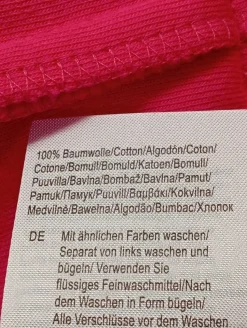 100% Baumwolle/Cotton/Algodón/Coton/
Cotone/Bomull/Bomuld/Katoen/Bomull/
Puuvilla/Bavlna/Bombaž/Bavlna/Pamut/
Pamuk/Памук/Puuvill/Βαμβάκι/Kokvilna/
Medvilnė/Bawełna/Algodão/Bumbac/Хлопок
DE Mit ähnlichen Farben waschen/
Separat von links waschen und
bügeln/ Verwenden Sie
flüssiges Feinwaschmittel/Nach
dem Waschen in Form bügeln/
Alle Verschlüsse vor dem Waschen